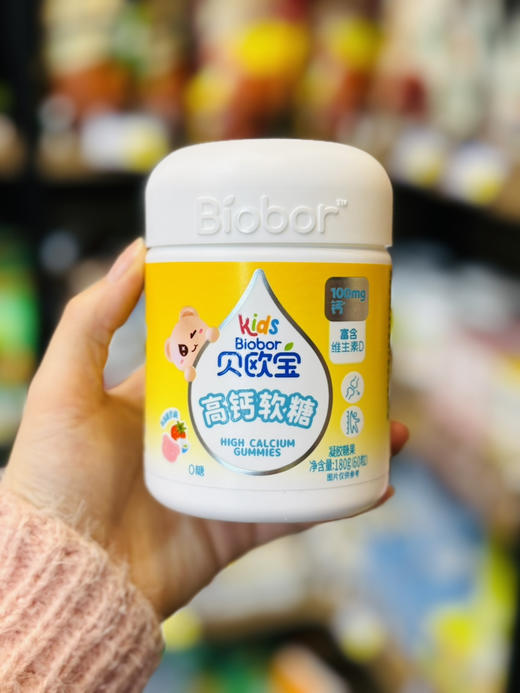 Biobor™
Kids
Biobor
贝欧宝
高钙软糖
HIGH CALCIUM
GUMMIES
100mg
钙
富含
维生素D
0糖
凝胶糖果
净含量:180g(60粒)
图片仅供参考